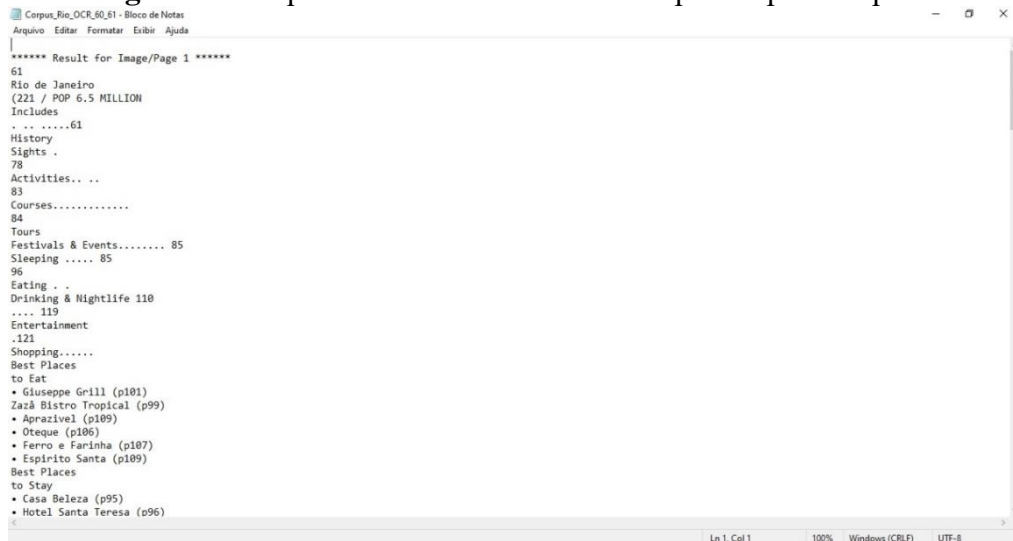 Corpus_Rio_OCR_60_61 - Bloco de Notas
Arquivo Editar Formatar Exibir Ajuda
****** Result for Image/Page 1 ******
61
Rio de Janeiro
(221 / POP 6.5 MILLION
Includes
. .. .....61
History
Sights .
78
Activities.. ..
83
Courses.............
84
Tours
Festivals & Events........ 85
Sleeping ..... 85
96
Eating . .
Drinking & Nightlife 110
.... 119
Entertainment
.121
Shopping......
Best Places
to Eat
• Giuseppe Grill (p101)
Zazå Bistro Tropical (p99)
• Aprazivel (p109)
• Oteque (p106)
• Ferro e Farinha (p107)
• Espirito Santa (p109)
Best Places
to Stay
• Casa Beleza (p95)
• Hotel Santa Teresa (p96)
Ln 1, Col 1 100% Windows (CRLF) UTF-8